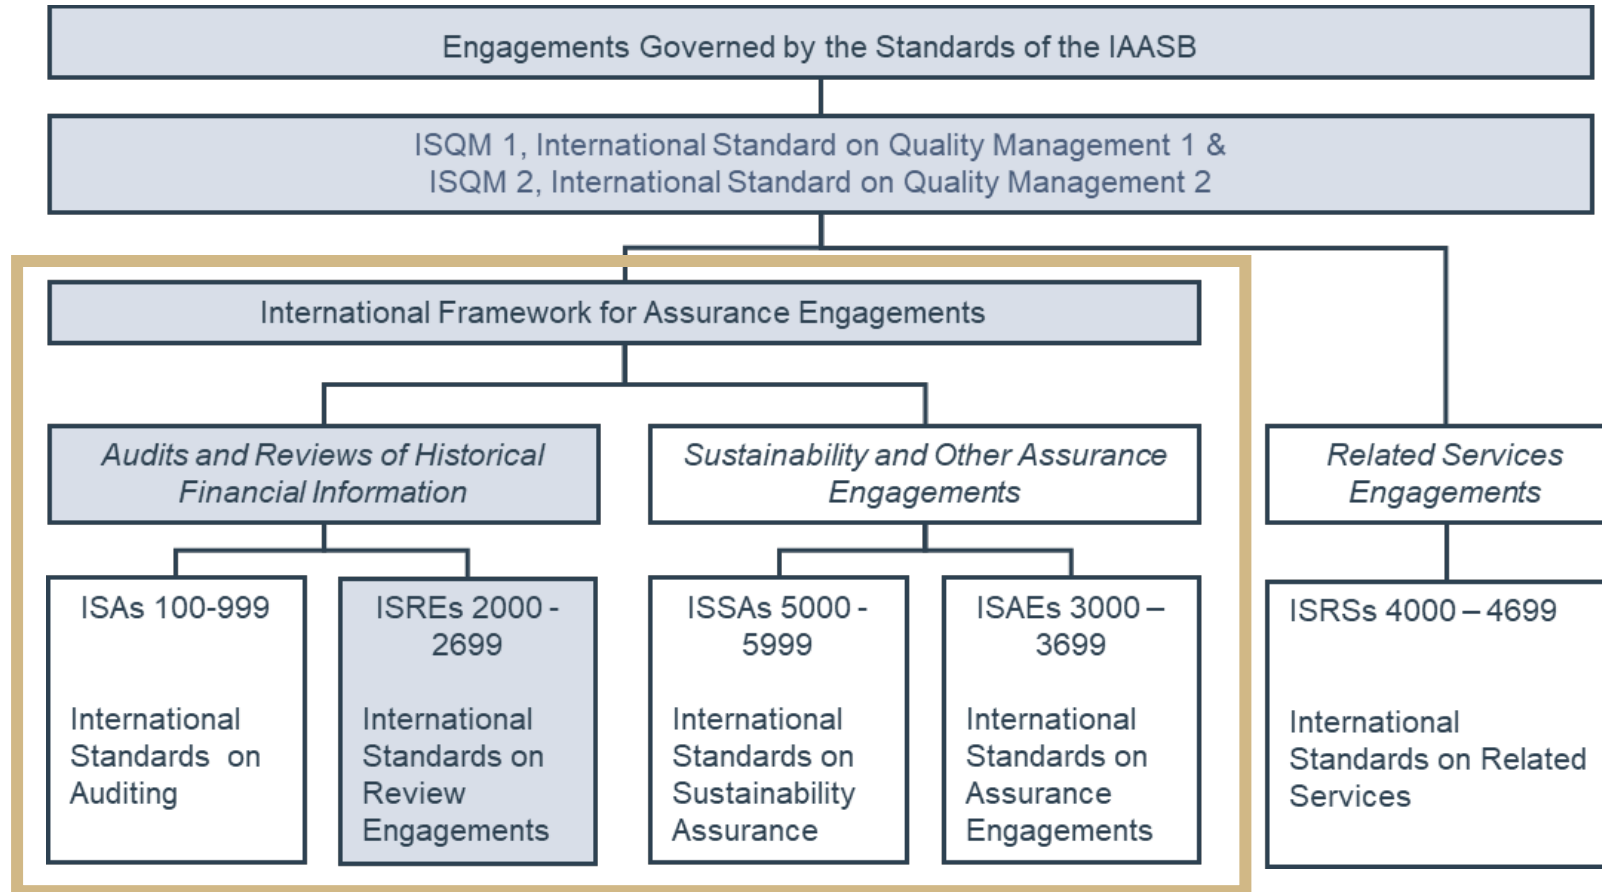 Engagements Governed by the Standards of the IAASB
ISQM 1, International Standard on Quality Management 1 &
ISQM 2, International Standard on Quality Management 2
International Framework for Assurance Engagements
Audits and Reviews of Historical
Financial Information
Sustainability and Other Assurance
Engagements
Related Services
Engagements
ISAs 100-999
International
Standards on
Auditing
ISREs 2000 -
2699
International
Standards on
Review
Engagements
ISSAs 5000 -
5999
International
Standards on
Sustainability
Assurance
ISAEs 3000 –
3699
International
Standards on
Assurance
Engagements
ISRSs 4000 – 4699
International
Standards on Related
Services